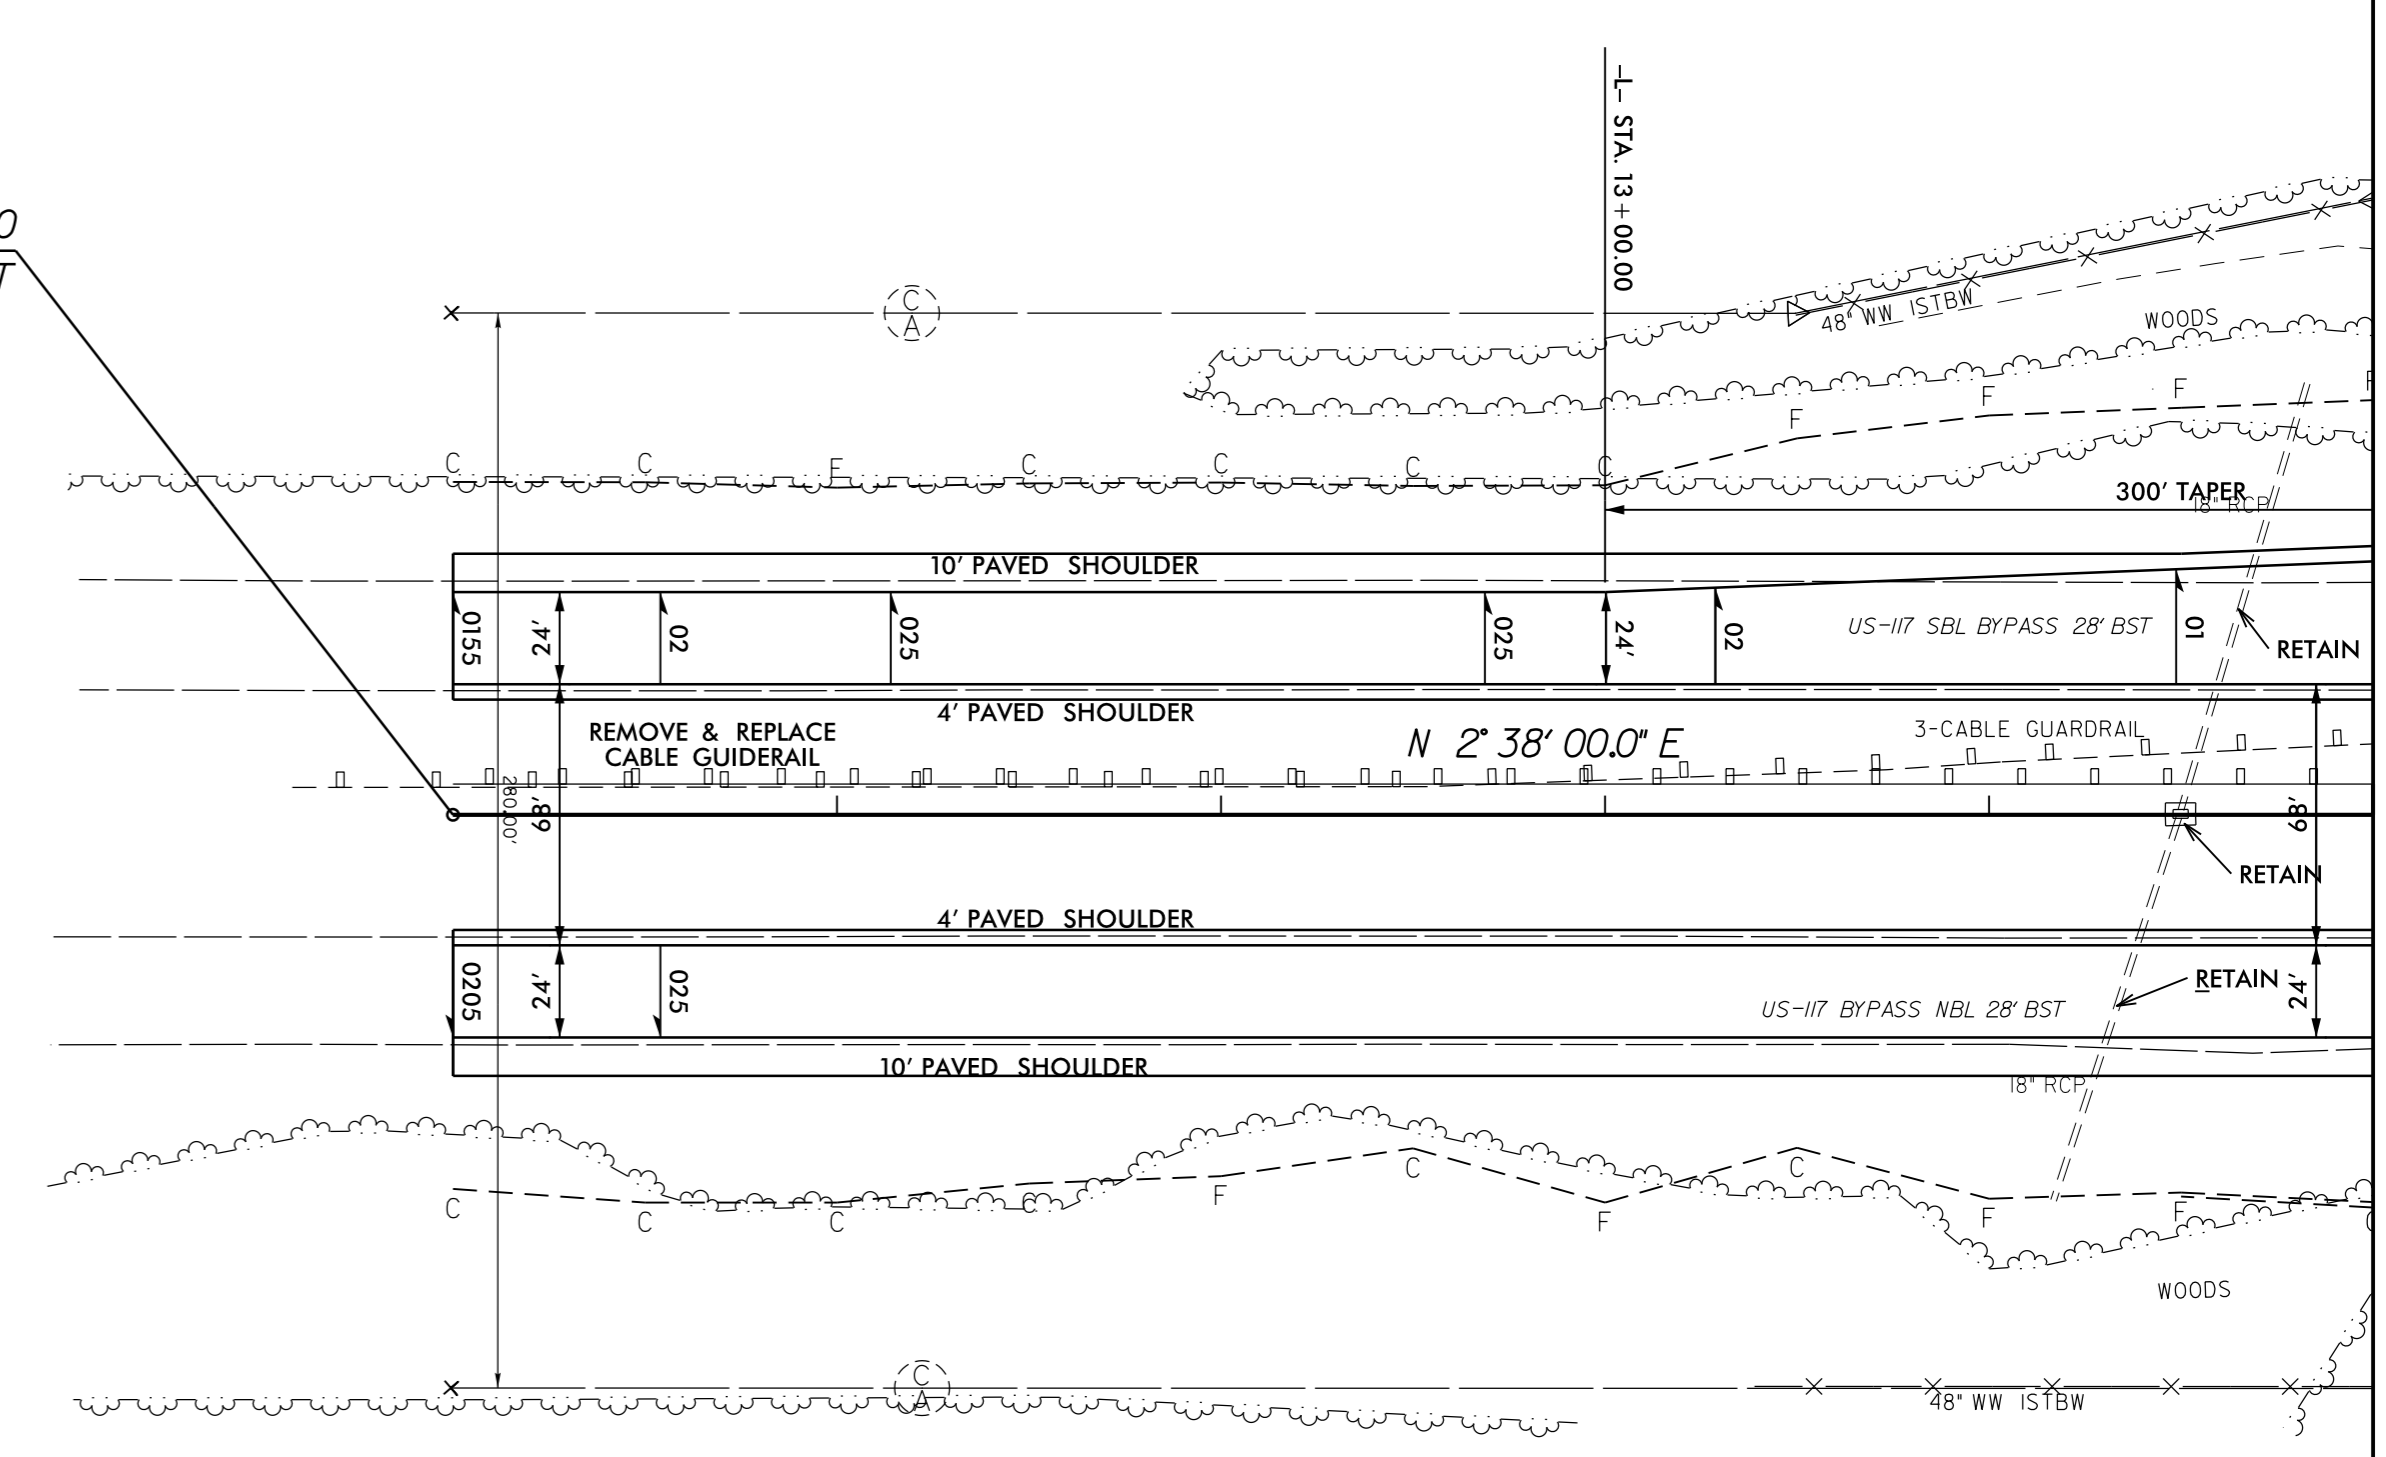 0
T
-L- STA. 13+00.00
C
A
48" WW ISTBW
WOODS
F
F
F
F
C
C
F
C
C
C
C
300' TAPER
18" RCP
10' PAVED SHOULDER
0155
24'
02
025
025
24'
02
US-117 SBL BYPASS 28' BST
01
RETAIN
4' PAVED SHOULDER
REMOVE & REPLACE
CABLE GUIDERAIL
N 2° 38' 00.0" E
3-CABLE GUARDRAIL
280.00'
68'
68'
RETAIN
4' PAVED SHOULDER
0205
24'
025
RETAIN
24'
US-117 BYPASS NBL 28' BST
10' PAVED SHOULDER
18" RCP
C
C
C
C
F
C
F
C
F
F
C
WOODS
C
A
48" WW ISTBW